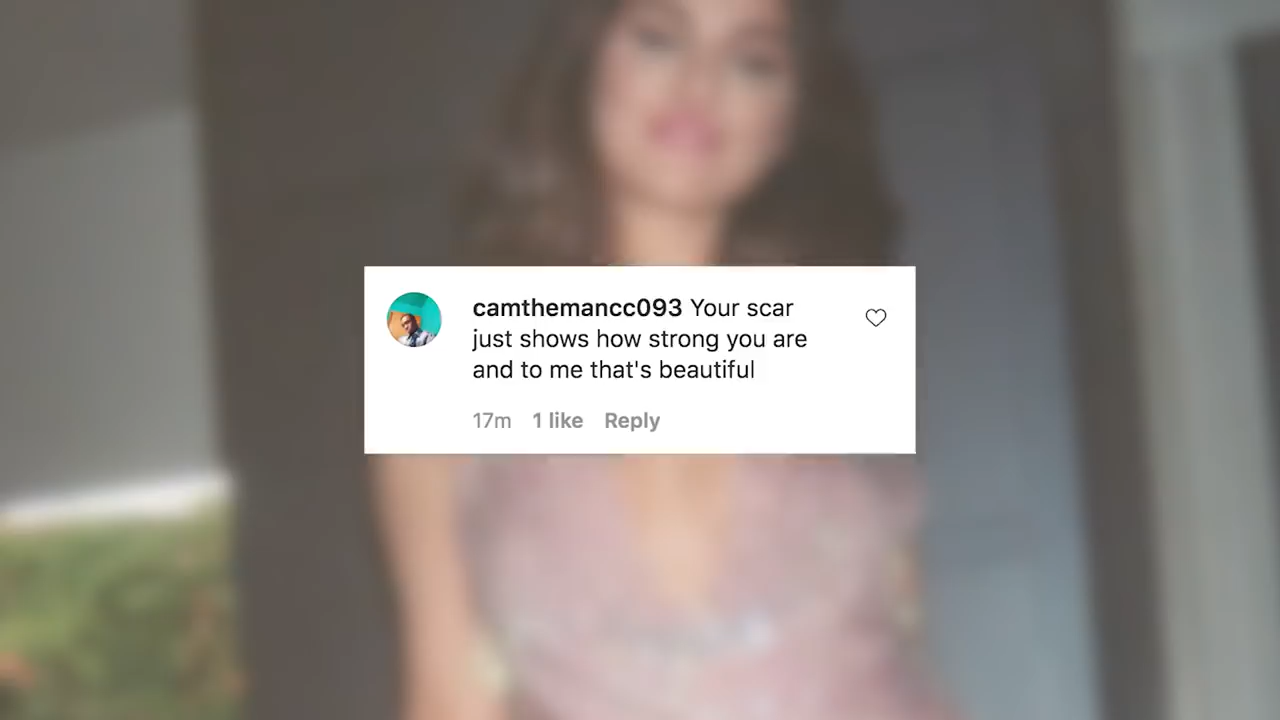 camthemancc093 Your scar
just shows how strong you are
and to me that's beautiful
17m 1 like Reply